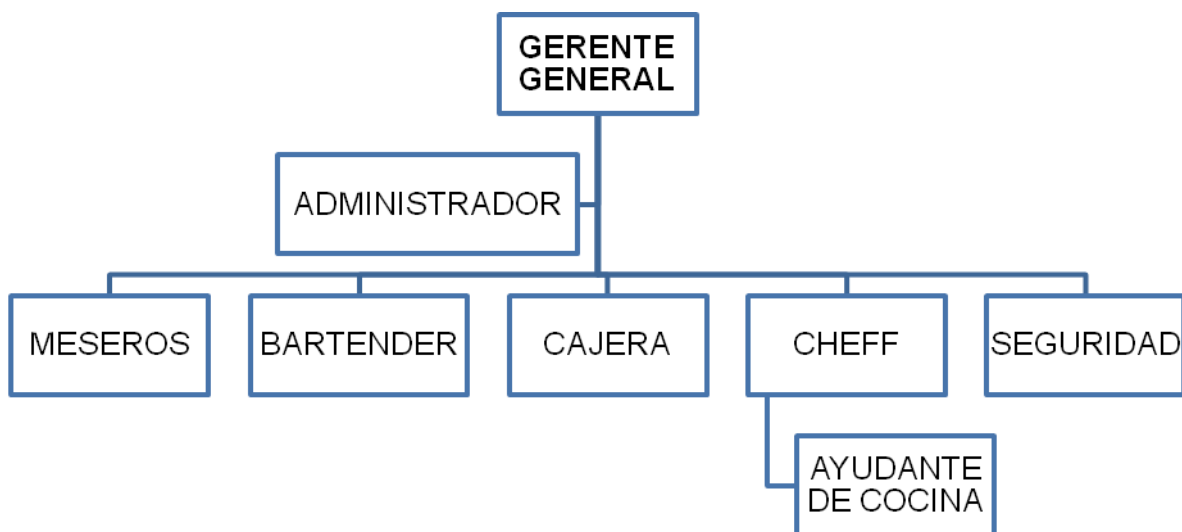 GERENTE
GENERAL
ADMINISTRADOR
MESEROS
BARTENDER
CAJERA
CHEFF
SEGURIDAD
AYUDANTE
DE COCINA